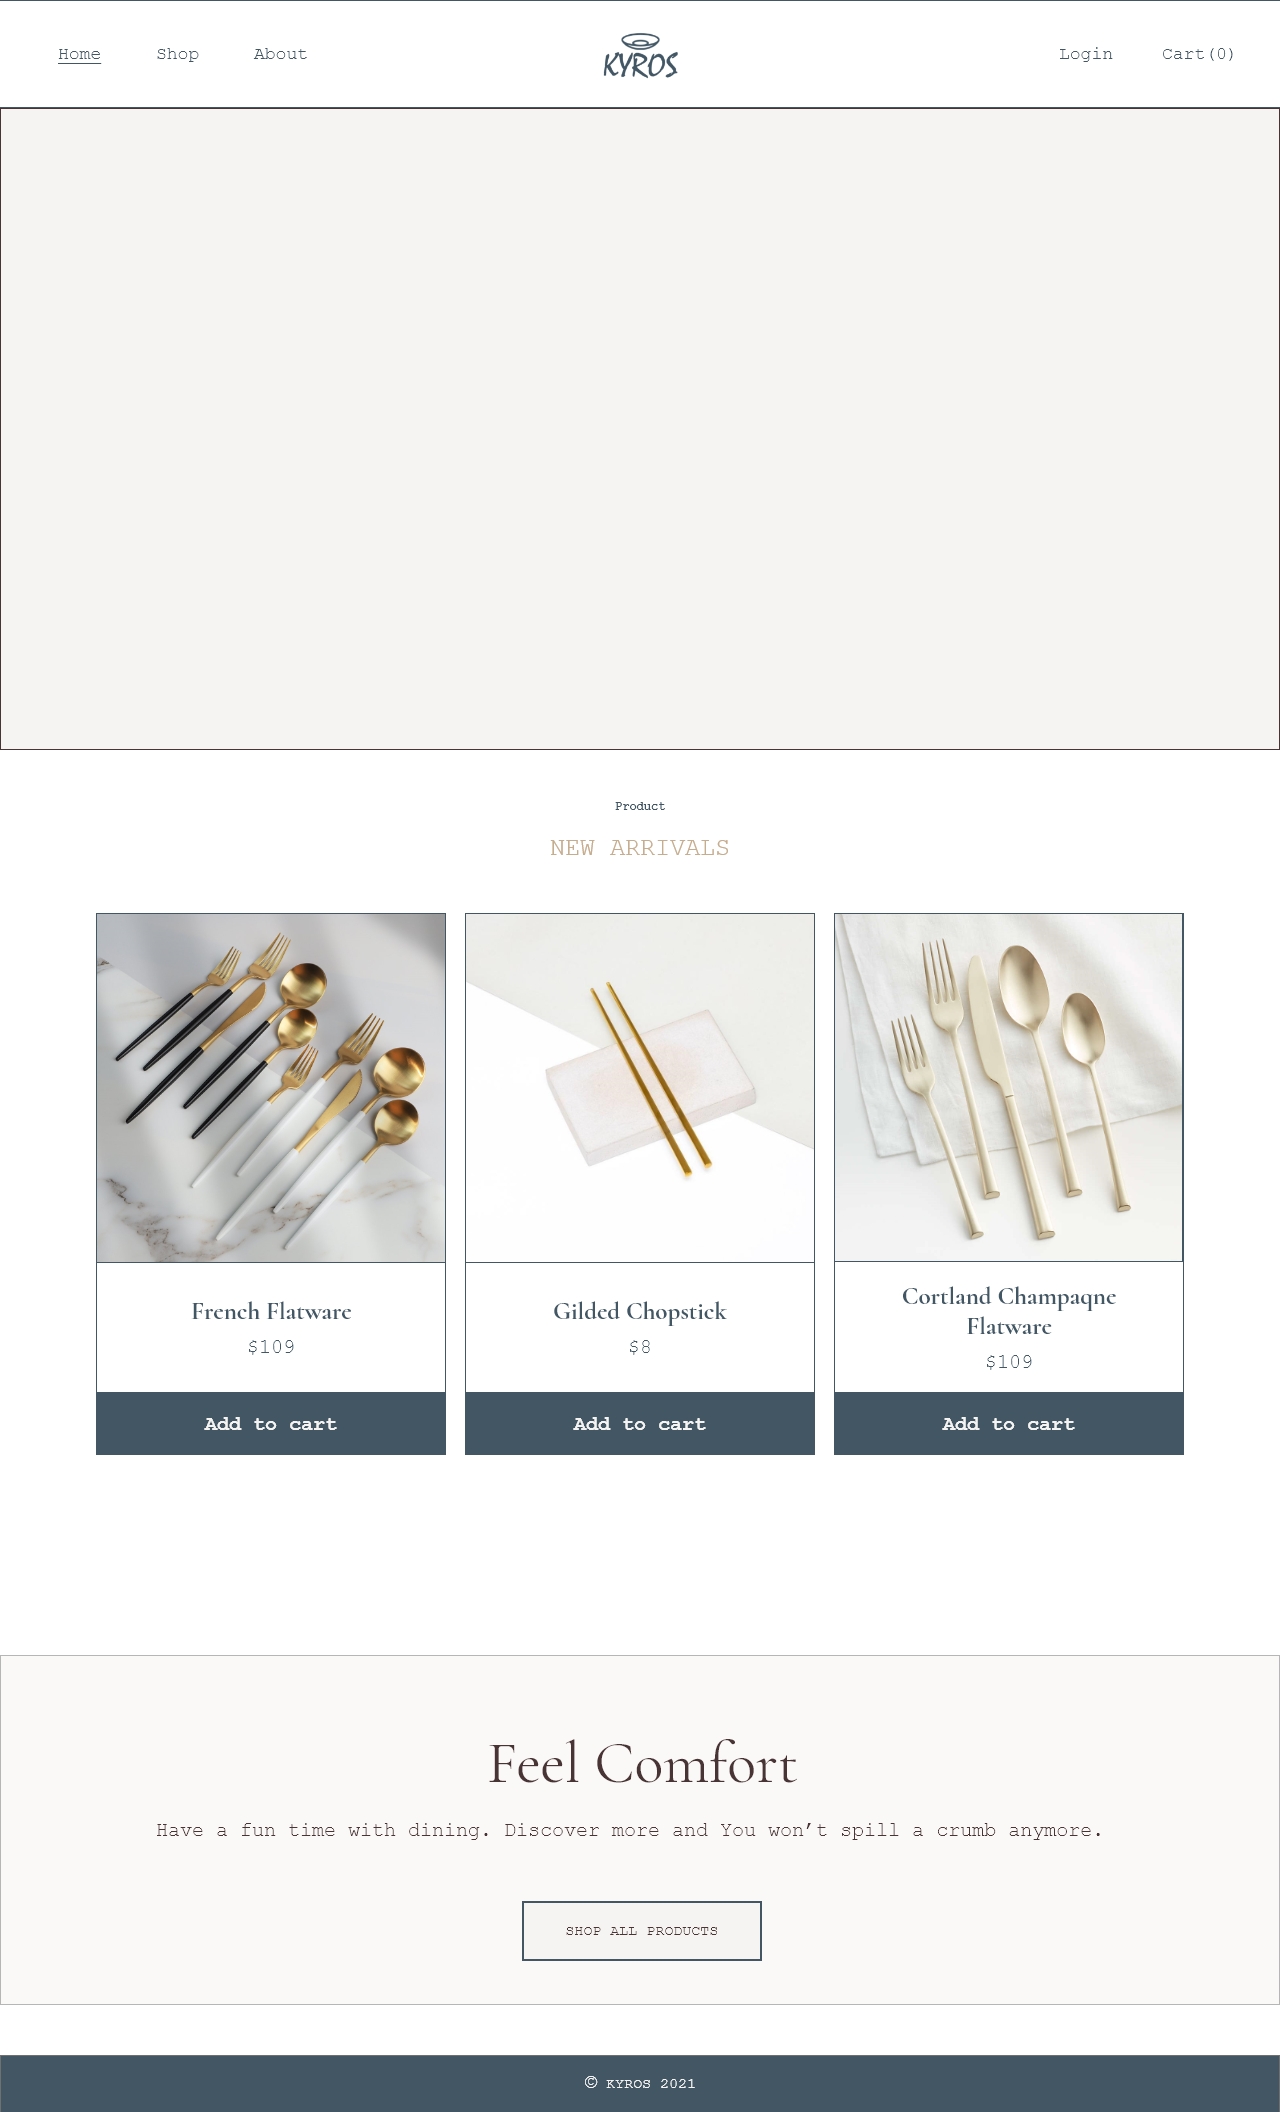 Home Shop About KYROS Login Cart(0)
Product
NEW ARRIVALS
French Flatware
$109
Add to cart
Gilded Chopstick
$8
Add to cart
Cortland Champaqne
Flatware
$109
Add to cart
Feel Comfort
Have a fun time with dining. Discover more and You won’t spill a crumb anymore.
SHOP ALL PRODUCTS
© KYROS 2021